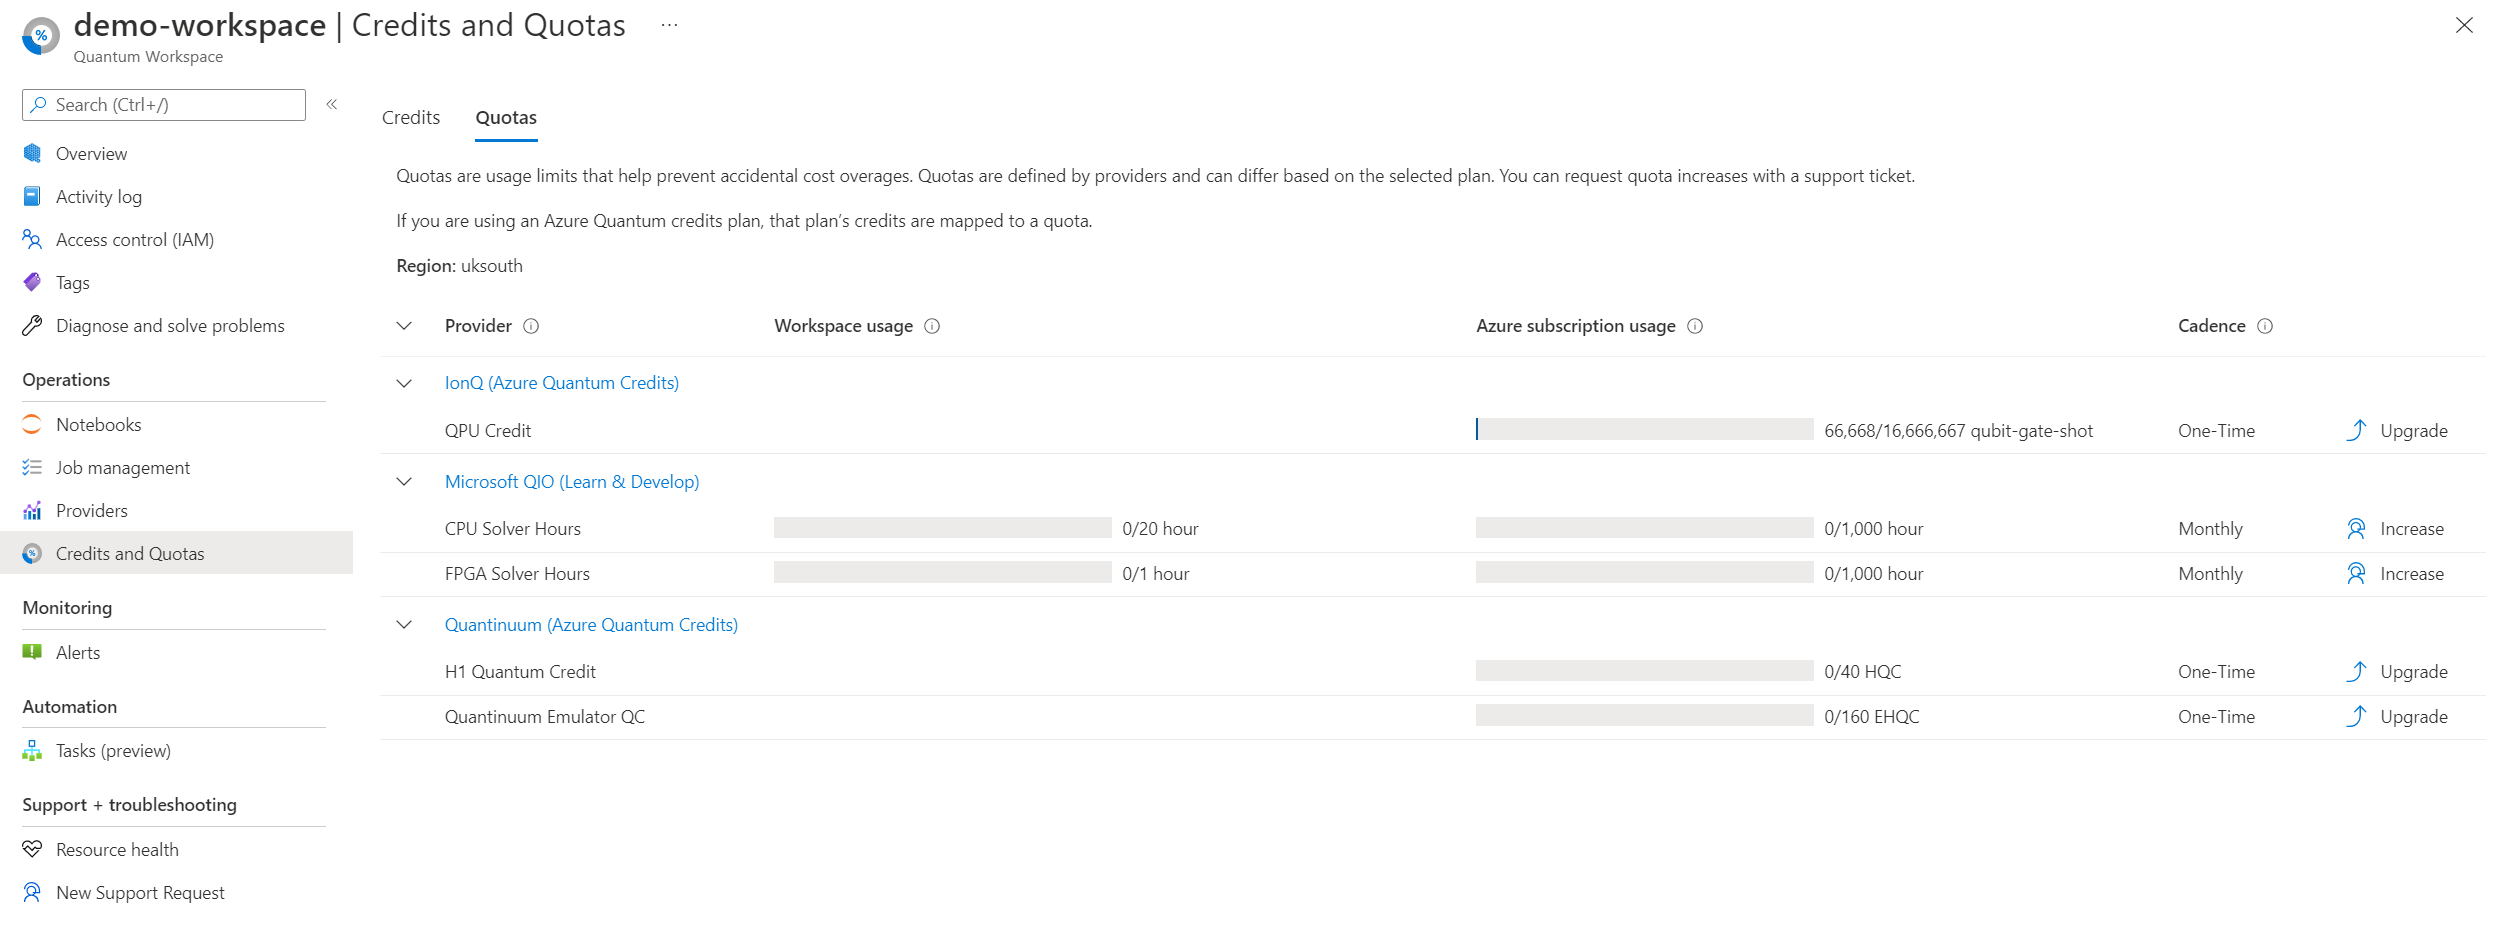 demo-workspace | Credits and Quotas ...
Quantum Workspace
Search (Ctrl+/)
«
Overview
Activity log
Access control (IAM)
Tags
Diagnose and solve problems
Operations
Notebooks
Job management
Providers
Credits and Quotas
Monitoring
Alerts
Automation
Tasks (preview)
Support + troubleshooting
Resource health
New Support Request
Credits Quotas
Quotas are usage limits that help prevent accidental cost overages. Quotas are defined by providers and can differ based on the selected plan. You can request quota increases with a support ticket.
If you are using an Azure Quantum credits plan, that plan’s credits are mapped to a quota.
Region: uksouth
Provider Workspace usage Azure subscription usage Cadence
IonQ (Azure Quantum Credits)
QPU Credit 66,668/16,666,667 qubit-gate-shot One-Time Upgrade
Microsoft QIO (Learn & Develop)
CPU Solver Hours 0/20 hour 0/1,000 hour Monthly Increase
FPGA Solver Hours 0/1 hour 0/1,000 hour Monthly Increase
Quantinuum (Azure Quantum Credits)
H1 Quantum Credit 0/40 HQC One-Time Upgrade
Quantinuum Emulator QC 0/160 EHQC One-Time Upgrade